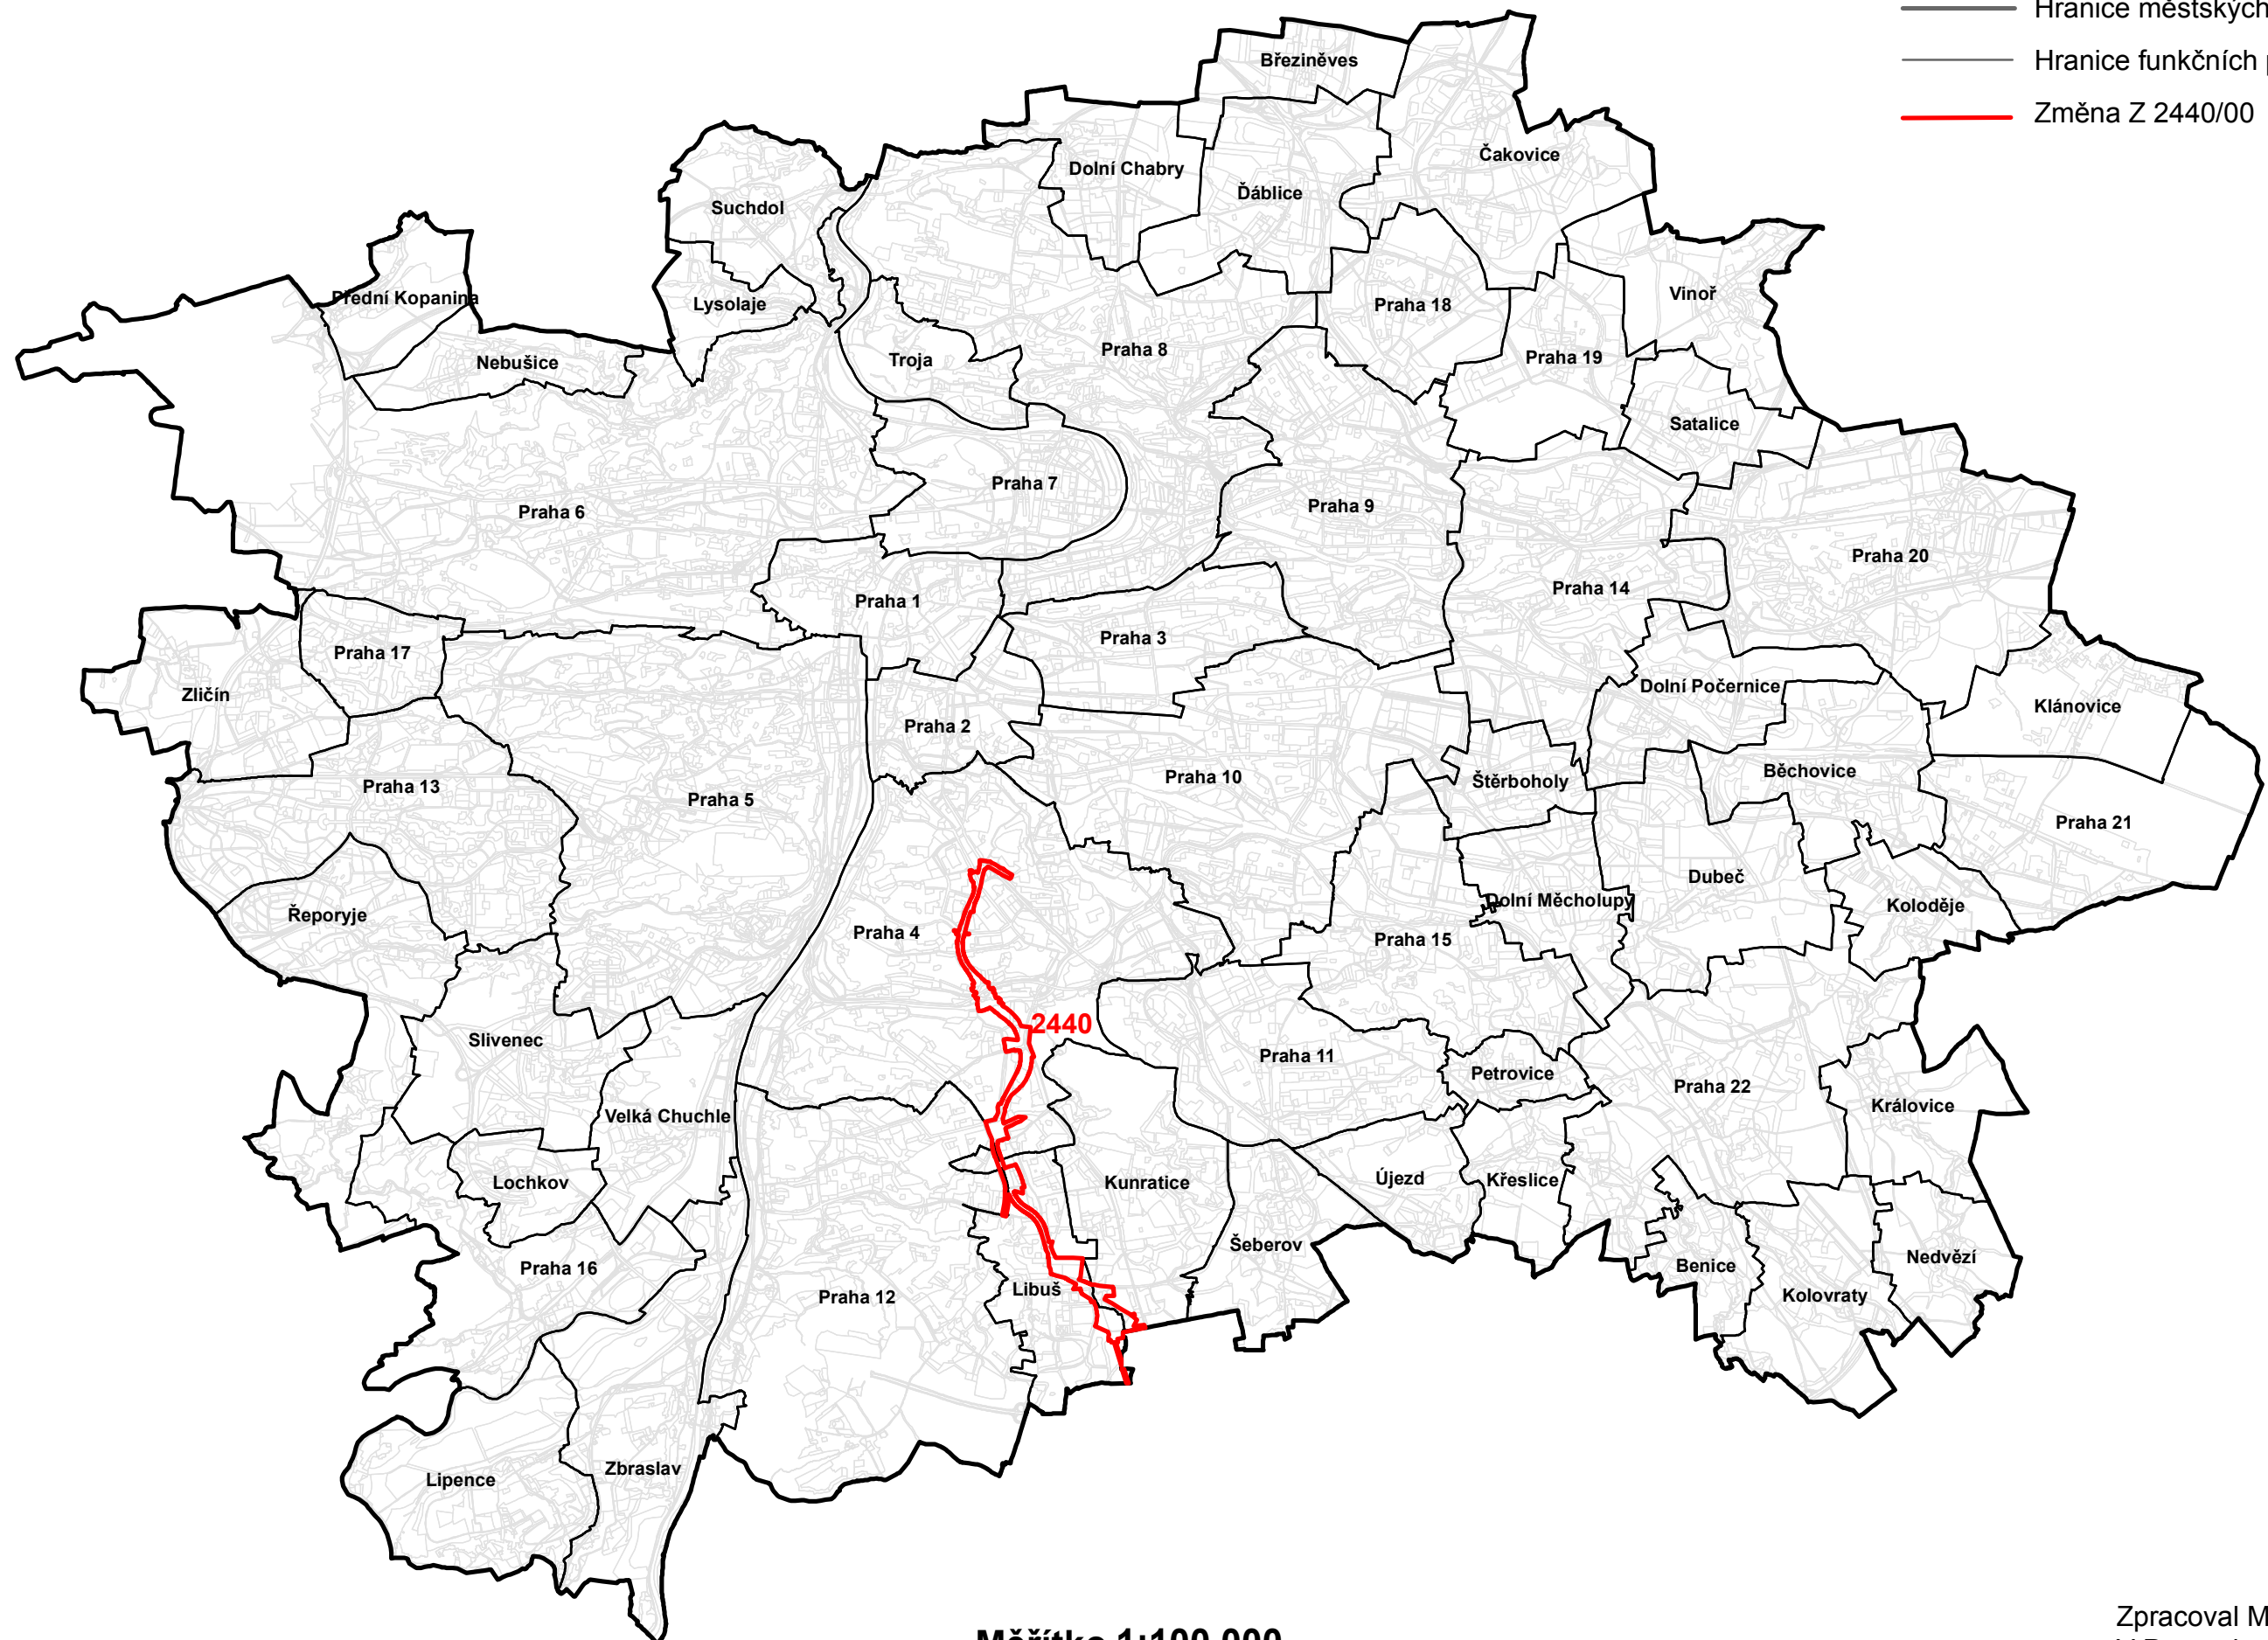 Hranice městských
Hranice funkčních
Změna Z 2440/00
Březiněves
Čakovice
Dolní Chabry
Ďáblice
Suchdol
Přední Kopanina
Lysolaje
Vinoř
Praha 18
Nebušice
Troja
Praha 8
Praha 19
Satalice
Praha 7
Praha 6
Praha 9
Praha 20
Praha 14
Praha 1
Praha 3
Praha 17
Zličín
Dolní Počernice
Klánovice
Praha 2
Praha 13
Praha 5
Praha 10
Štěrboholy
Běchovice
Praha 21
Dubeč
Dolní Měcholupy
Koloděje
Řeporyje
Praha 4
Praha 15
2440
Slivenec
Praha 11
Petrovice
Praha 22
Královice
Velká Chuchle
Lochkov
Kunratice
Újezd
Křeslice
Šeberov
Praha 16
Libuš
Benice
Nedvězí
Praha 12
Kolovraty
Zbraslav
Lipence
Měřítko 1:100 000
Zpracoval M